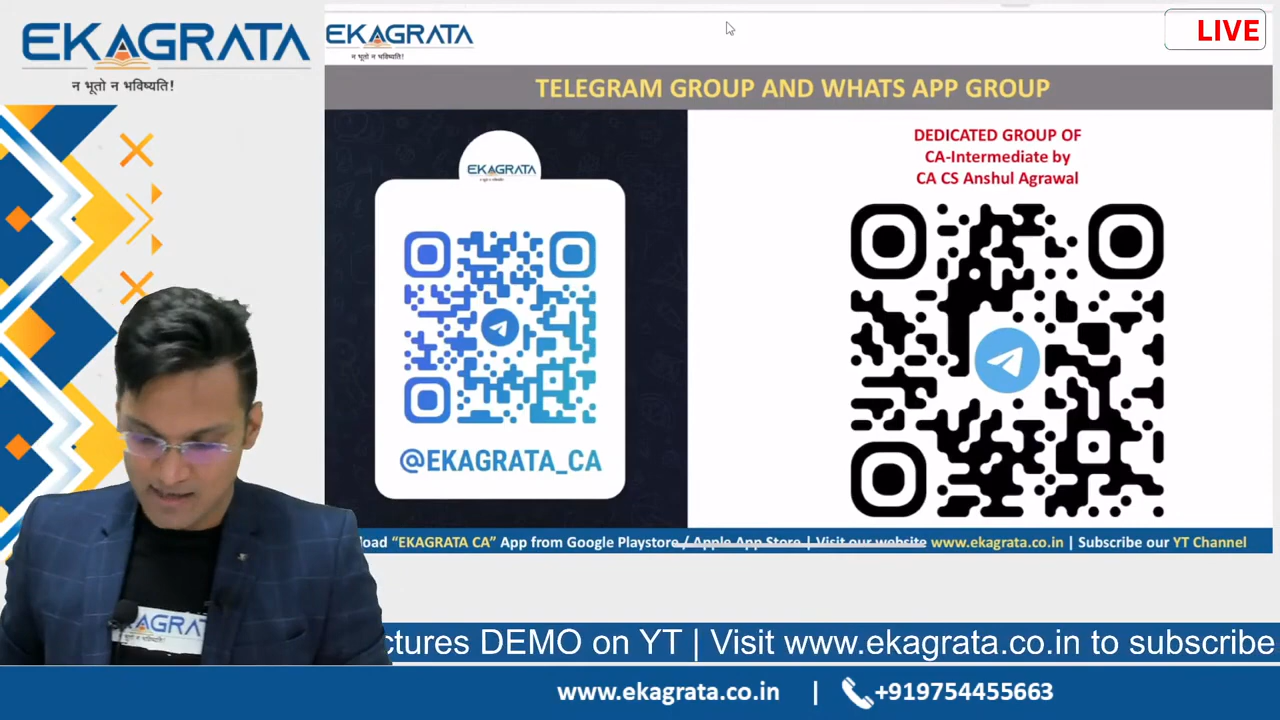 EKAGRATA
न भूतो न भविष्यति!
EKAGRATA
न भूतो न भविष्यति!
LIVE
TELEGRAM GROUP AND WHATS APP GROUP
EKAGRATA
@EKAGRATA_CA
DEDICATED GROUP OF
CA-Intermediate by
CA CS Anshul Agrawal
load "EKAGRATA CA" App from Google Playstore / Apple App Store | Visit our website www.ekagrata.co.in | Subscribe our YT Channel
AGRATA
न भूतो न भविष्यति!
ctures DEMO on YT | Visit www.ekagrata.co.in to subscribe
www.ekagrata.co.in | +919754455663